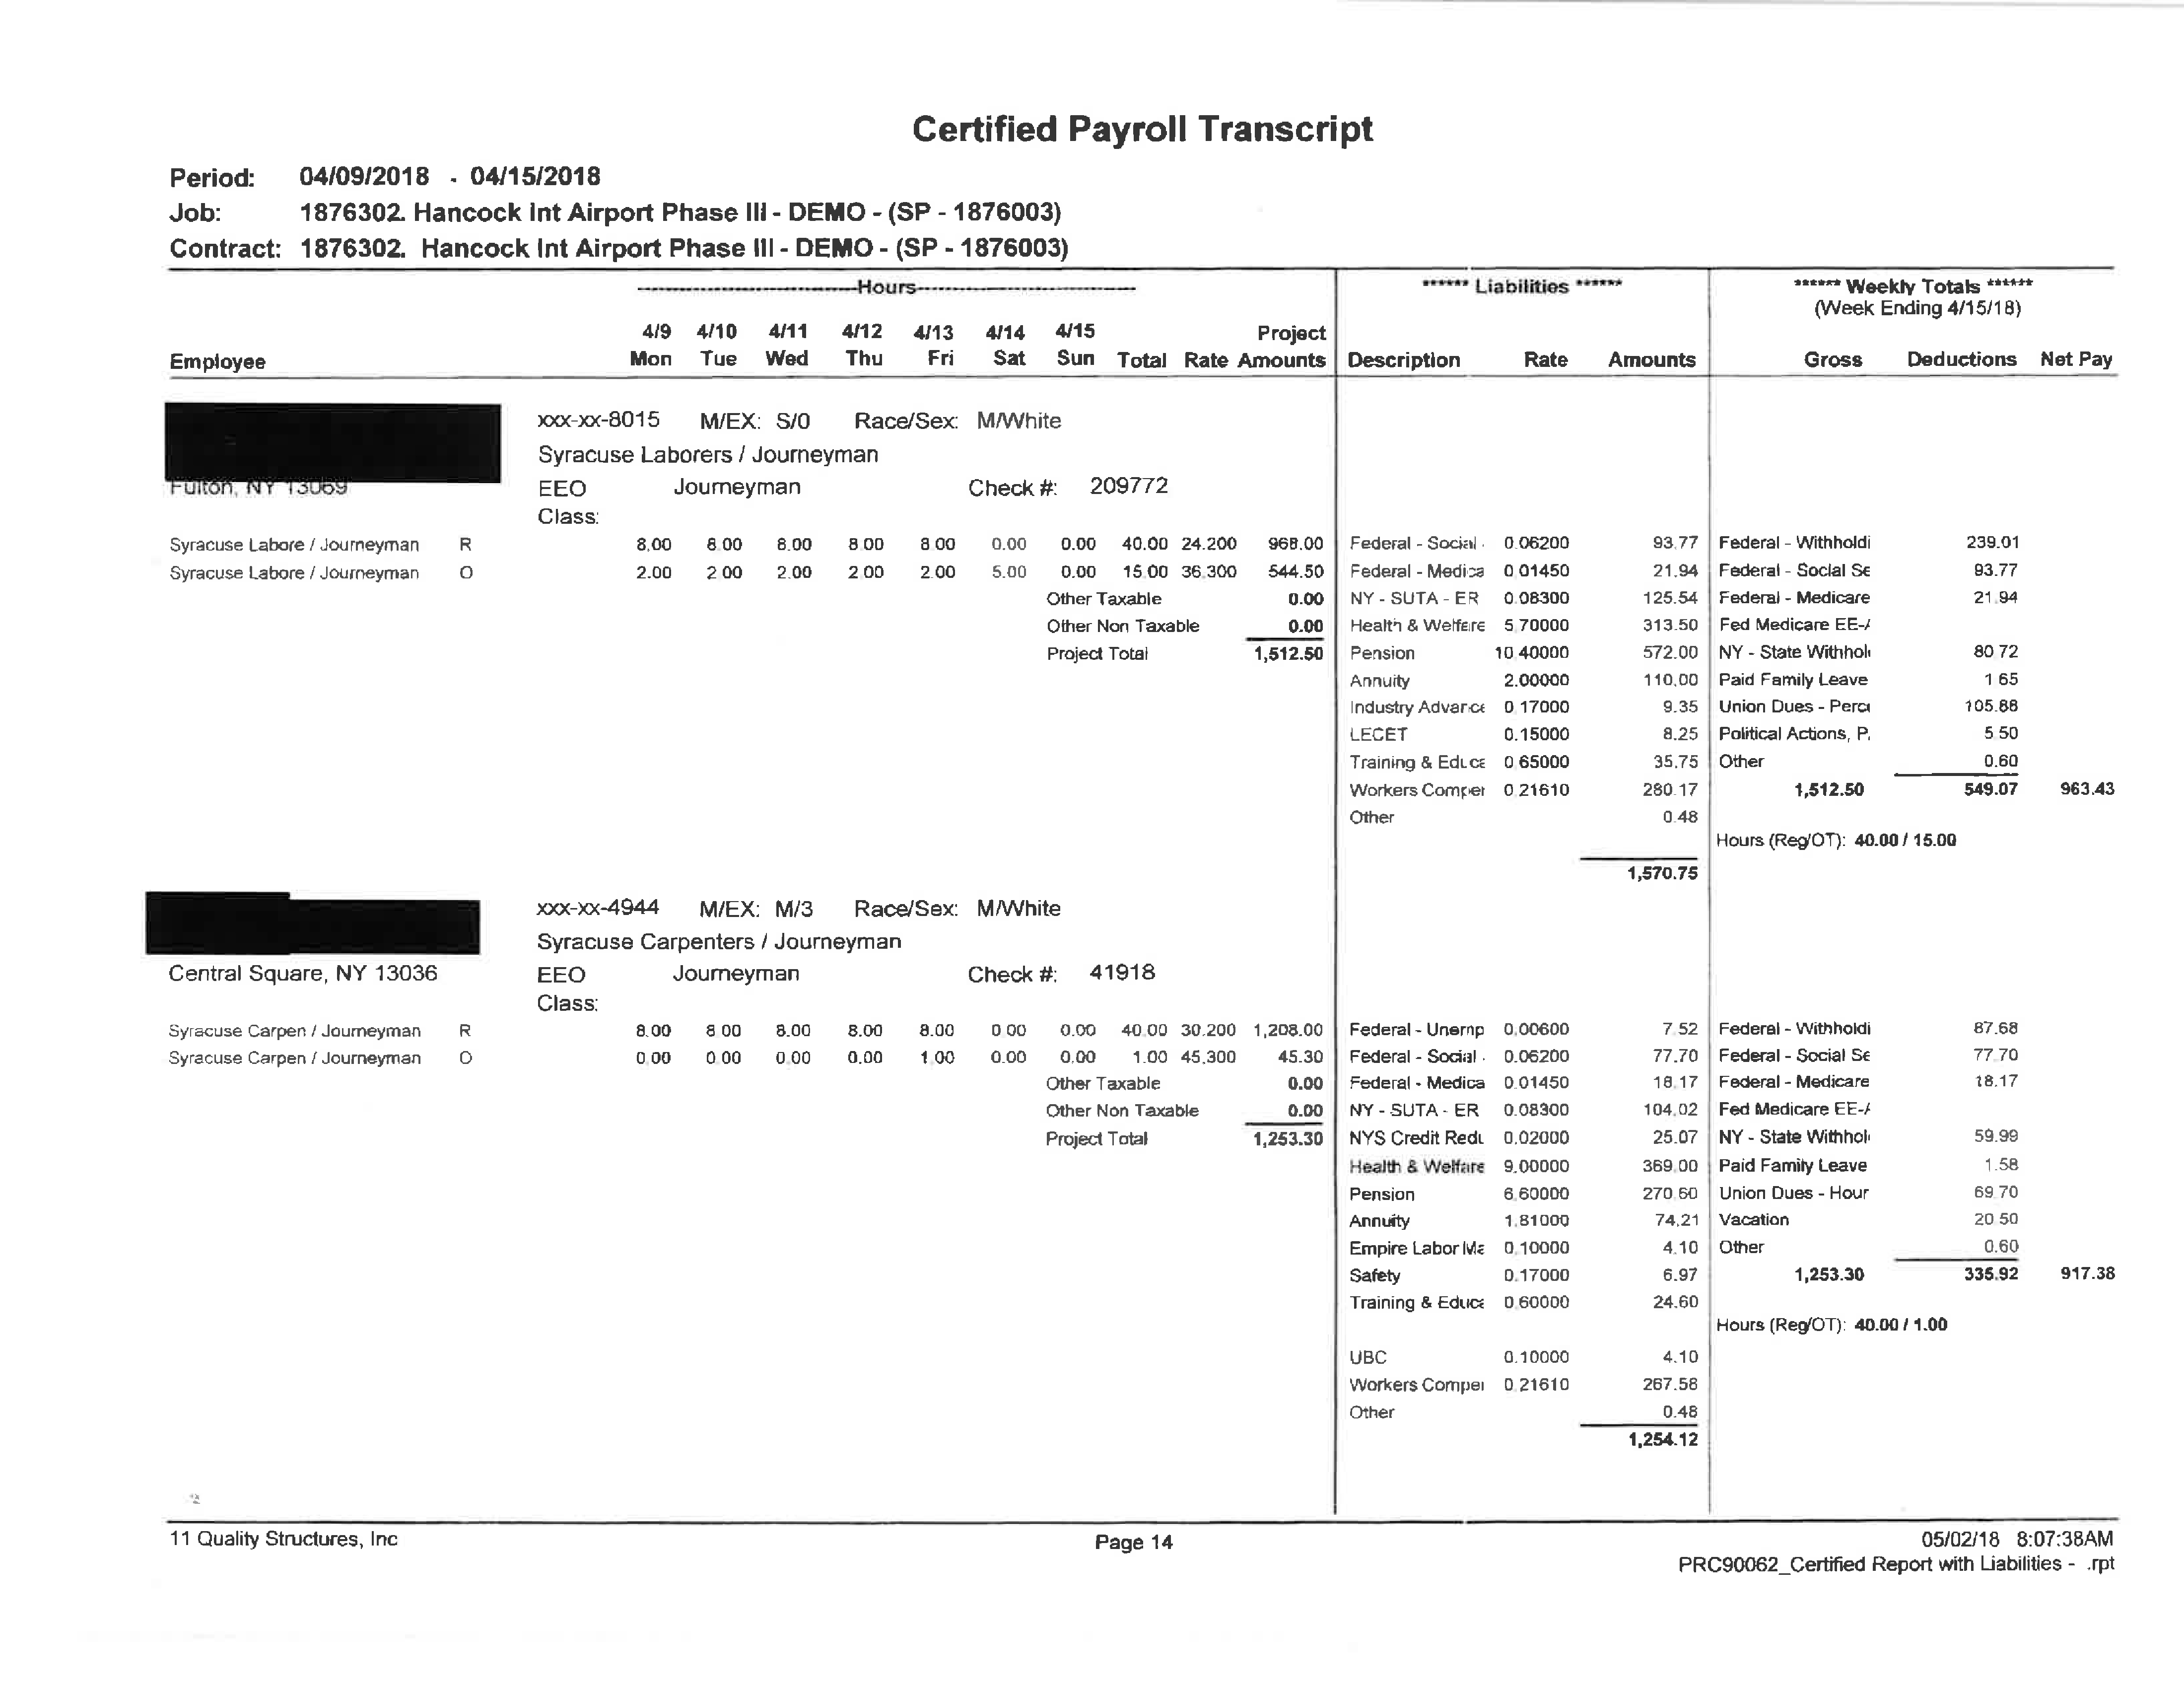 Certified Payroll Transcript
Period: 04/09/2018 - 04/15/2018
Job: 1876302. Hancock Int Airport Phase III - DEMO - (SP - 1876003)
Contract: 1876302. Hancock Int Airport Phase III - DEMO - (SP - 1876003)
-----Hours----- ****** Liabilities ****** ****** Weekly Totals ******
(Week Ending 4/15/18)
4/9 4/10 4/11 4/12 4/13 4/14 4/15 Project
Employee Mon Tue Wed Thu Fri Sat Sun Total Rate Amounts Description Rate Amounts Gross Deductions Net Pay
xxx-xx-8015 M/EX: S/0 Race/Sex: M/White
Syracuse Laborers / Journeyman
Fulton, NY 13069 EEO Journeyman Check #: 209772
Class:
Syracuse Labore / Journeyman R 8.00 8.00 8.00 8.00 8.00 0.00 0.00 40.00 24.200 968.00 Federal - Social 0.06200 93.77 Federal - Withholdi 239.01
Syracuse Labore / Journeyman O 2.00 2.00 2.00 2.00 2.00 5.00 0.00 15.00 36.300 544.50 Federal - Medica 0.01450 21.94 Federal - Social Se 93.77
Other Taxable 0.00 NY - SUTA - ER 0.08300 125.54 Federal - Medicare 21.94
Other Non Taxable 0.00 Health & Welfare 5.70000 313.50 Fed Medicare EE-A
Project Total 1,512.50 Pension 10.40000 572.00 NY - State Withhol 80.72
Annuity 2.00000 110.00 Paid Family Leave 1.65
Industry Advance 0.17000 9.35 Union Dues - Perc 105.88
LECET 0.15000 8.25 Political Actions, P. 5.50
Training & Educa 0.65000 35.75 Other 0.60
Workers Comper 0.21610 280.17 1,512.50 549.07 963.43
Other 0.48
Hours (Reg/OT): 40.00 / 15.00
1,570.75
xxx-xx-4944 M/EX: M/3 Race/Sex: M/White
Syracuse Carpenters / Journeyman
Central Square, NY 13036 EEO Journeyman Check #: 41918
Class:
Syracuse Carpen / Journeyman R 8.00 8.00 8.00 8.00 8.00 0.00 0.00 40.00 30.200 1,208.00 Federal - Unemp 0.00600 7.52 Federal - Withholdi 87.68
Syracuse Carpen / Journeyman O 0.00 0.00 0.00 0.00 1.00 0.00 0.00 1.00 45.300 45.30 Federal - Social 0.06200 77.70 Federal - Social Se 77.70
Other Taxable 0.00 Federal - Medica 0.01450 18.17 Federal - Medicare 18.17
Other Non Taxable 0.00 NY - SUTA - ER 0.08300 104.02 Fed Medicare EE-A
Project Total 1,253.30 NYS Credit Redu 0.02000 25.07 NY - State Withhol 59.99
Health & Welfare 9.00000 369.00 Paid Family Leave 1.58
Pension 6.60000 270.60 Union Dues - Hour 69.70
Annuity 1.81000 74.21 Vacation 20.50
Empire Labor Ma 0.10000 4.10 Other 0.60
Safety 0.17000 6.97 1,253.30 335.92 917.38
Training & Educa 0.60000 24.60
Hours (Reg/OT): 40.00 / 1.00
UBC 0.10000 4.10
Workers Comper 0.21610 267.58
Other 0.48
1,254.12
11 Quality Structures, Inc Page 14 05/02/18 8:07:38AM
PRC90062_Certified Report with Liabilities - .rpt